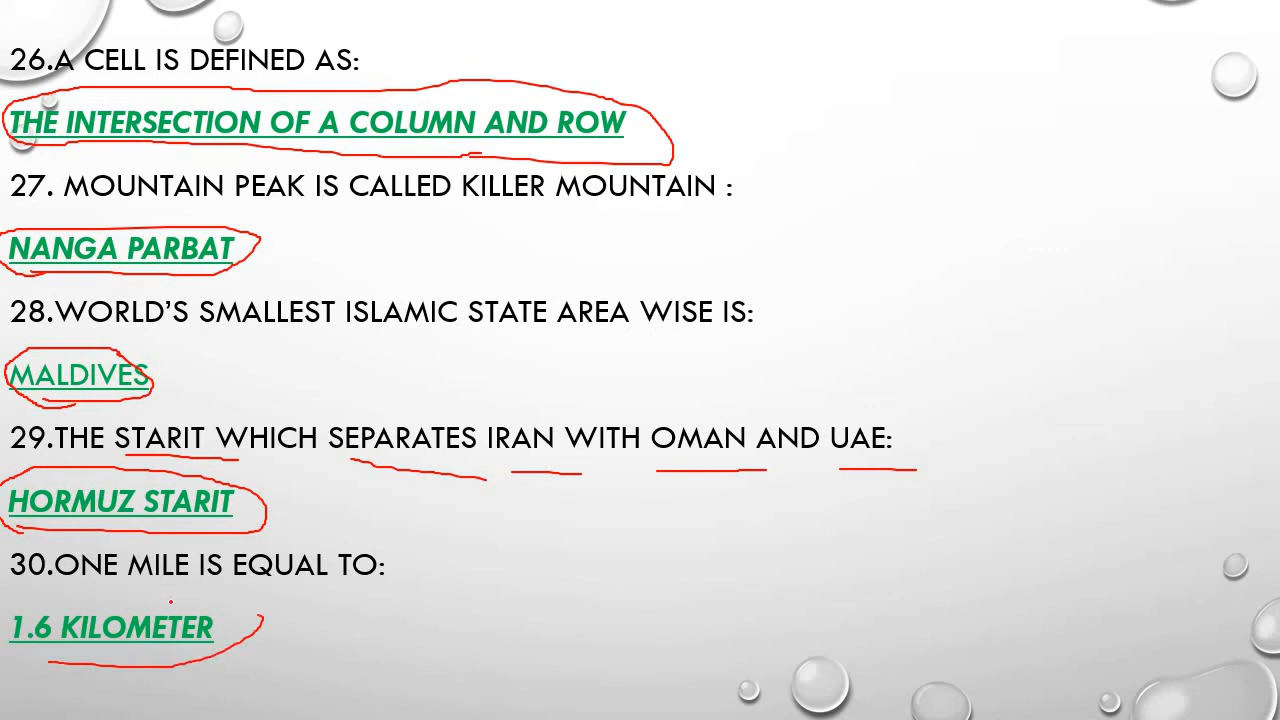 26.A CELL IS DEFINED AS:
THE INTERSECTION OF A COLUMN AND ROW
27. MOUNTAIN PEAK IS CALLED KILLER MOUNTAIN :
NANGA PARBAT
28.WORLD’S SMALLEST ISLAMIC STATE AREA WISE IS:
MALDIVES
29.THE STARIT WHICH SEPARATES IRAN WITH OMAN AND UAE:
HORMUZ STARIT
30.ONE MILE IS EQUAL TO:
1.6 KILOMETER